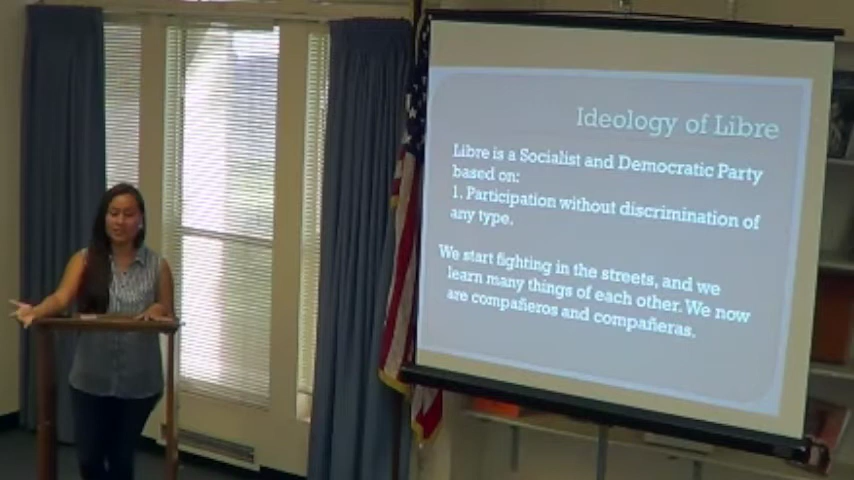 Ideology of Libre
Libre is a Socialist and Democratic Party
based on:
1. Participation without discrimination of
any type.
We start fighting in the streets, and we
learn many things of each other. We now
are compañeros and compañeras.